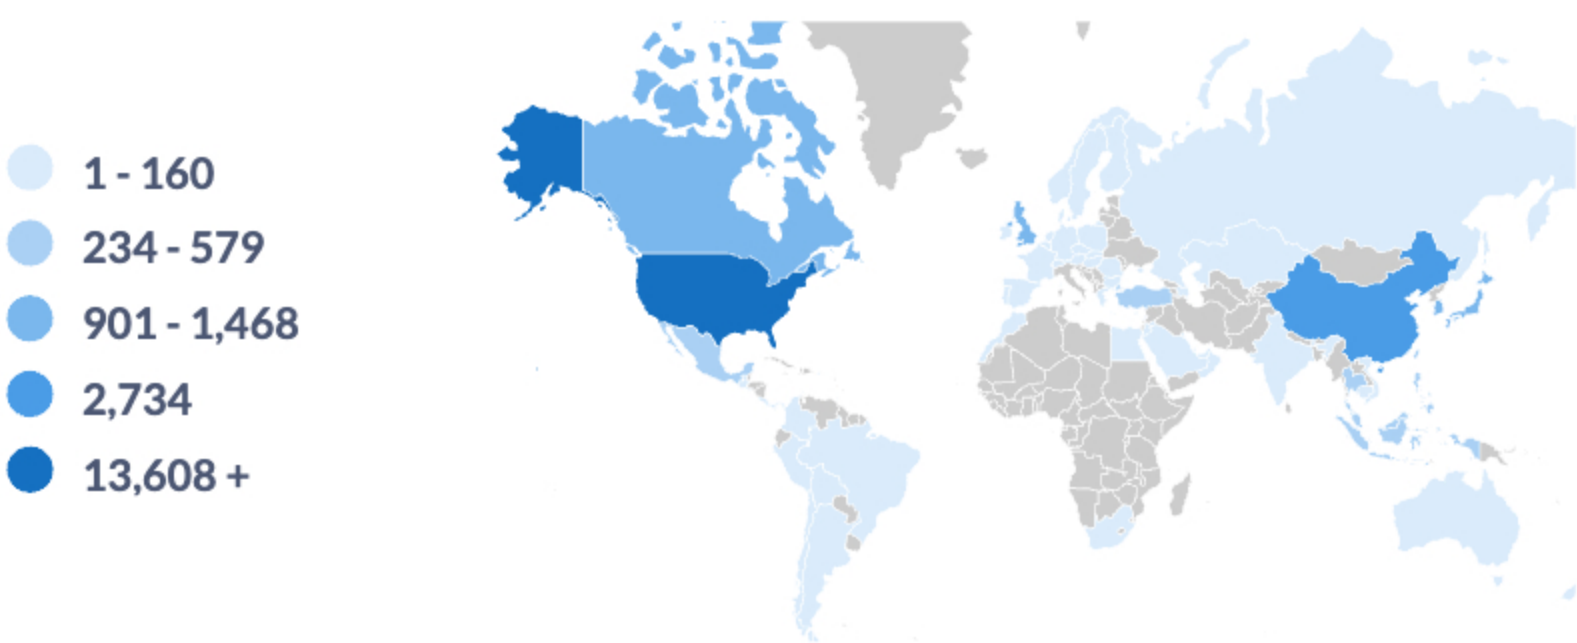 1 - 160
234 - 579
901 - 1,468
2,734
13,608 +